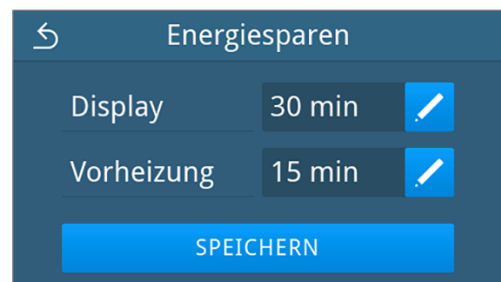 Energiesparen
Display 30 min
Vorheizung 15 min
SPEICHERN